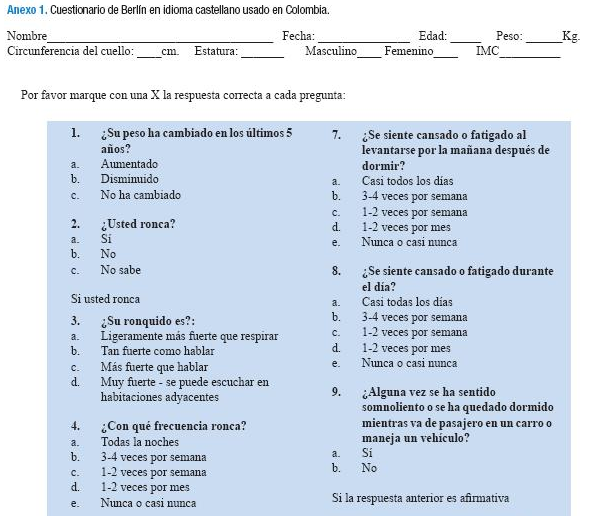 Anexo 1. Cuestionario de Berlín en idioma castellano usado en Colombia.
Nombre______ Fecha: ______ Edad: _____ Peso: ______Kg.
Circunferencia del cuello: ____cm. Estatura: ______ Masculino____ Femenino____ IMC______
Por favor marque con una X la respuesta correcta a cada pregunta:
1. ¿Su peso ha cambiado en los últimos 5
años?
a. Aumentado
b. Disminuido
c. No ha cambiado
2. ¿Usted ronca?
a. Si
b. No
c. No sabe
Si usted ronca
3. ¿Su ronquido es?:
a. Ligeramente más fuerte que respirar
b. Tan fuerte como hablar
c. Más fuerte que hablar
d. Muy fuerte - se puede escuchar en
habitaciones adyacentes
4. ¿Con qué frecuencia ronca?
a. Todas la noches
b. 3-4 veces por semana
c. 1-2 veces por semana
d. 1-2 veces por mes
e. Nunca o casi nunca
7. ¿Se siente cansado o fatigado al
levantarse por la mañana después de
dormir?
a. Casi todos los días
b. 3-4 veces por semana
c. 1-2 veces por semana
d. 1-2 veces por mes
e. Nunca o casi nunca
8. ¿Se siente cansado o fatigado durante
el día?
a. Casi todas los días
b. 3-4 veces por semana
c. 1-2 veces por semana
d. 1-2 veces por mes
e. Nunca o casi nunca
9. ¿Alguna vez se ha sentido
somnoliento o se ha quedado dormido
mientras va de pasajero en un carro o
maneja un vehículo?
a. Si
b. No
Si la respuesta anterior es afirmativa